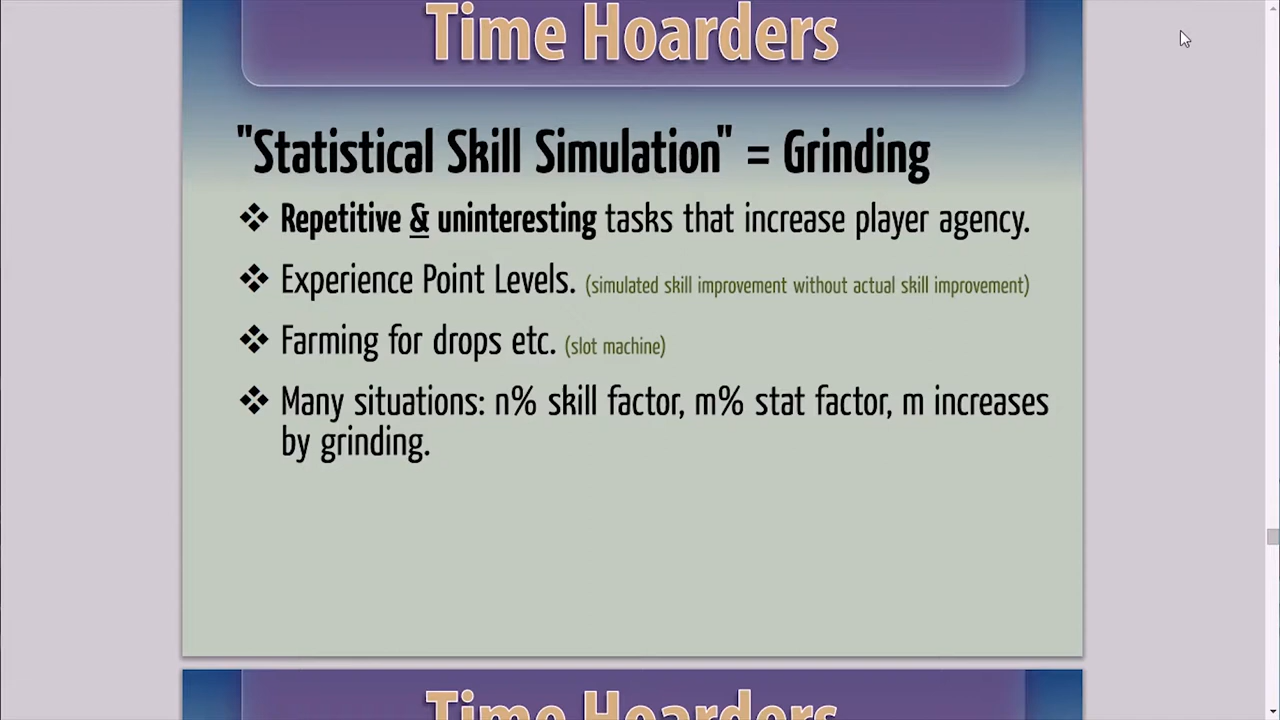 Time Hoarders
"Statistical Skill Simulation" = Grinding
❖ Repetitive & uninteresting tasks that increase player agency.
❖ Experience Point Levels. (simulated skill improvement without actual skill improvement)
❖ Farming for drops etc. (slot machine)
❖ Many situations: n% skill factor, m% stat factor, m increases
by grinding.
Time Hoarders